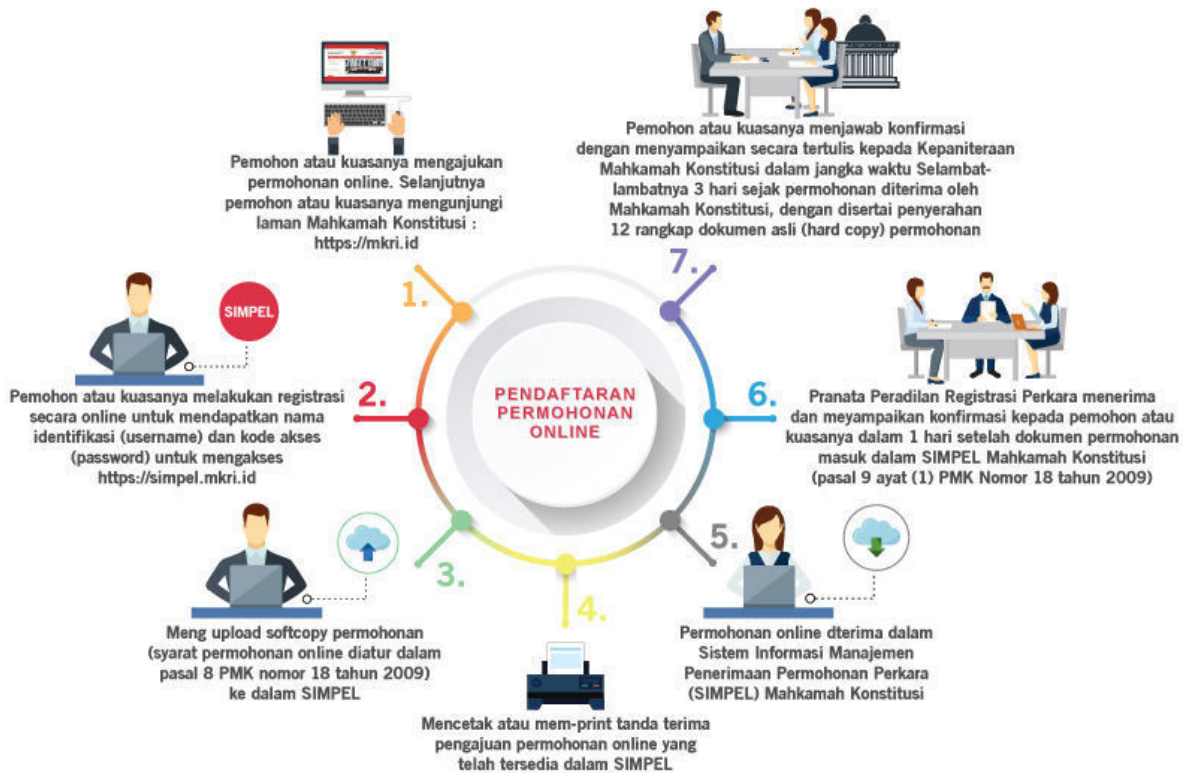 PENDAFTARAN
PERMOHONAN
ONLINE
1.
Pemohon atau kuasanya mengajukan
permohonan online. Selanjutnya
pemohon atau kuasanya mengunjungi
laman Mahkamah Konstitusi :
https://mkri.id
2.
SIMPEL
Pemohon atau kuasanya melakukan registrasi
secara online untuk mendapatkan nama
identifikasi (username) dan kode akses
(password) untuk mengakses
https://simpel.mkri.id
3.
Meng upload softcopy permohonan
(syarat permohonan online diatur dalam
pasal 8 PMK nomor 18 tahun 2009)
ke dalam SIMPEL
4.
Mencetak atau mem-print tanda terima
pengajuan permohonan online yang
telah tersedia dalam SIMPEL
5.
Permohonan online dterima dalam
Sistem Informasi Manajemen
Penerimaan Permohonan Perkara
(SIMPEL) Mahkamah Konstitusi
6.
Pranata Peradilan Registrasi Perkara menerima
dan meyampaikan konfirmasi kepada pemohon atau
kuasanya dalam 1 hari setelah dokumen permohonan
masuk dalam SIMPEL Mahkamah Konstitusi
(pasal 9 ayat (1) PMK Nomor 18 tahun 2009)
7.
Pemohon atau kuasanya menjawab konfirmasi
dengan menyampaikan secara tertulis kepada Kepaniteraan
Mahkamah Konstitusi dalam jangka waktu Selambat-
lambatnya 3 hari sejak permohonan diterima oleh
Mahkamah Konstitusi, dengan disertai penyerahan
12 rangkap dokumen asli (hard copy) permohonan